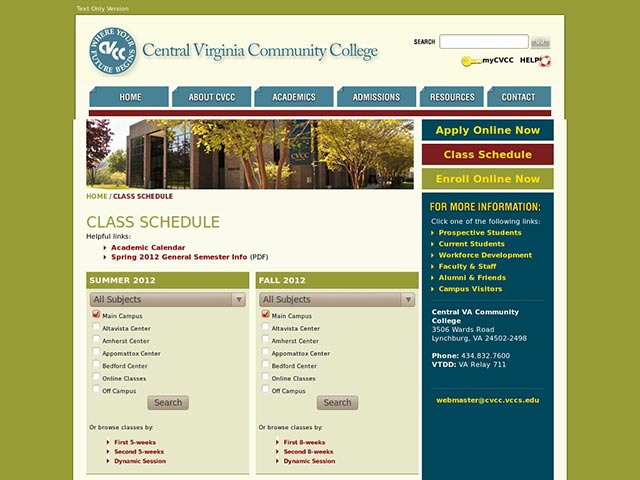 Text Only Version
WHERE YOUR FUTURE BEGINS
CVCC
Central Virginia Community College
SEARCH
GO
myCVCC HELP
HOME ABOUT CVCC ACADEMICS ADMISSIONS RESOURCES CONTACT
CVCC
Apply Online Now
Class Schedule
Enroll Online Now
HOME / CLASS SCHEDULE
CLASS SCHEDULE
Helpful links:
Academic Calendar
Spring 2012 General Semester Info (PDF)
SUMMER 2012
All Subjects
Main Campus
Altavista Center
Amherst Center
Appomattox Center
Bedford Center
Online Classes
Off Campus
Search
Or browse classes by:
First 5-weeks
Second 5-weeks
Dynamic Session
FALL 2012
All Subjects
Main Campus
Altavista Center
Amherst Center
Appomattox Center
Bedford Center
Online Classes
Off Campus
Search
Or browse classes by:
First 8-weeks
Second 8-weeks
Dynamic Session
FOR MORE INFORMATION:
Click one of the following links:
Prospective Students
Current Students
Workforce Development
Faculty & Staff
Alumni & Friends
Campus Visitors
Central VA Community
College
3506 Wards Road
Lynchburg, VA 24502-2498
Phone: 434.832.7600
VTDD: VA Relay 711
webmaster@cvcc.vccs.edu